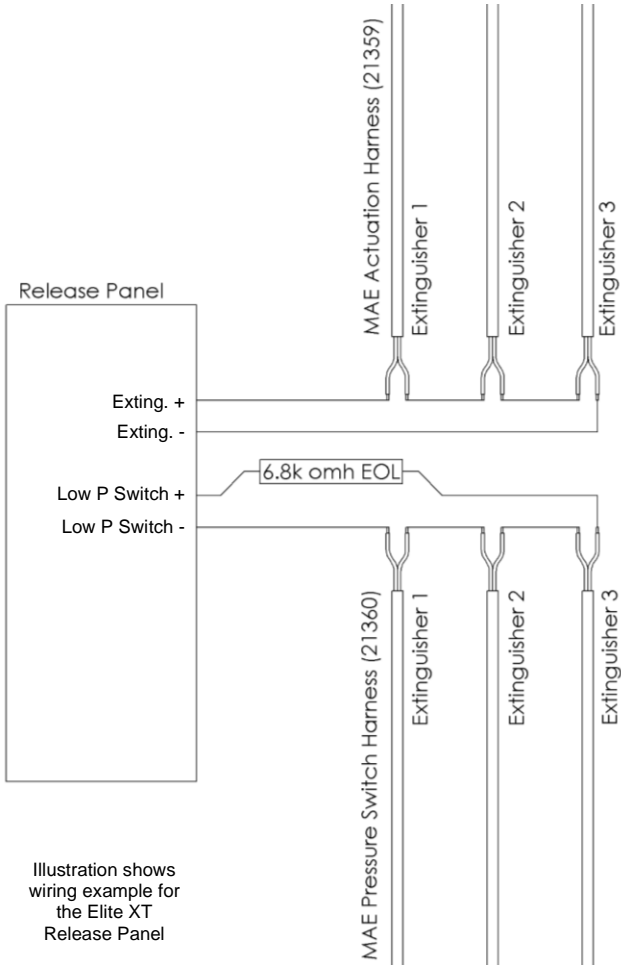 MAE Actuation Harness (21359)
Extinguisher 1
Extinguisher 2
Extinguisher 3
Release Panel
Exting. +
Exting. -
6.8k omh EOL
Low P Switch +
Low P Switch -
MAE Pressure Switch Harness (21360)
Extinguisher 1
Extinguisher 2
Extinguisher 3
Illustration shows
wiring example for
the Elite XT
Release Panel